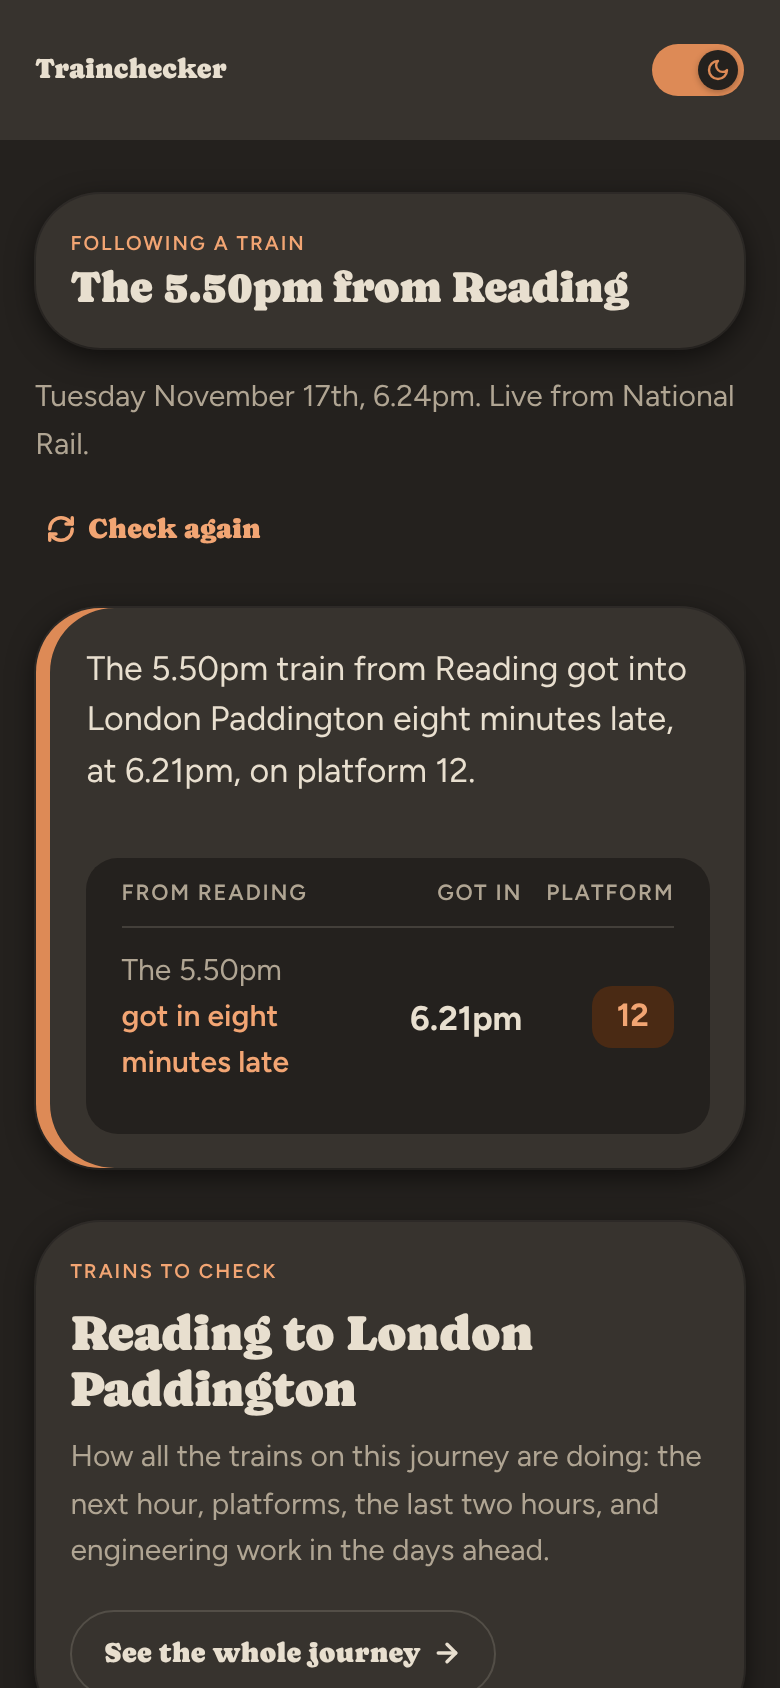 Trainchecker
FOLLOWING A TRAIN
The 5.50pm from Reading
Tuesday November 17th, 6.24pm. Live from National
Rail.
Check again
The 5.50pm train from Reading got into
London Paddington eight minutes late,
at 6.21pm, on platform 12.
FROM READING GOT IN PLATFORM
The 5.50pm
got in eight
minutes late
6.21pm
12
TRAINS TO CHECK
Reading to London
Paddington
How all the trains on this journey are doing: the
next hour, platforms, the last two hours, and
engineering work in the days ahead.
See the whole journey →